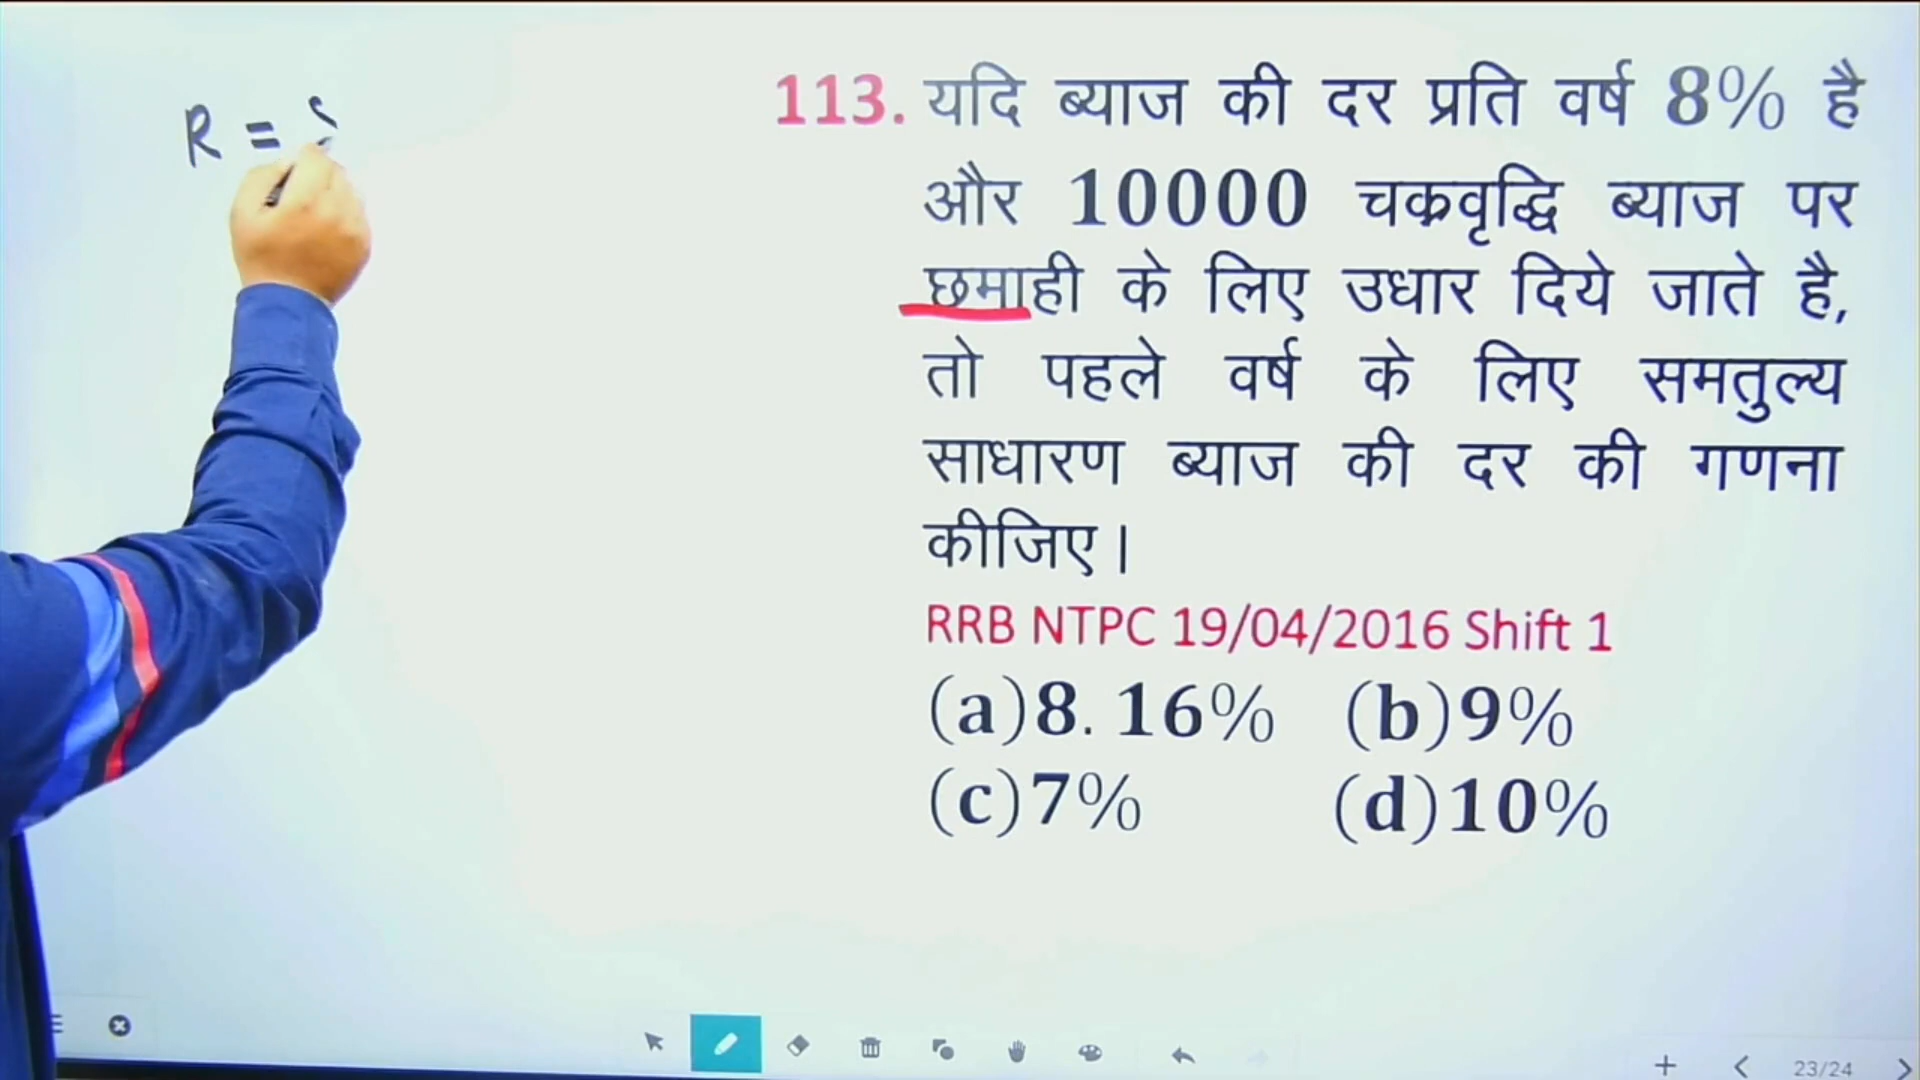 R =
113. यदि ब्याज की दर प्रति वर्ष 8% है
और 10000 चक्रवृद्धि ब्याज पर
छमाही के लिए उधार दिये जाते है,
तो पहले वर्ष के लिए समतुल्य
साधारण ब्याज की दर की गणना
कीजिए।
RRB NTPC 19/04/2016 Shift 1
(a)8.16% (b)9%
(c)7% (d)10%
23/24